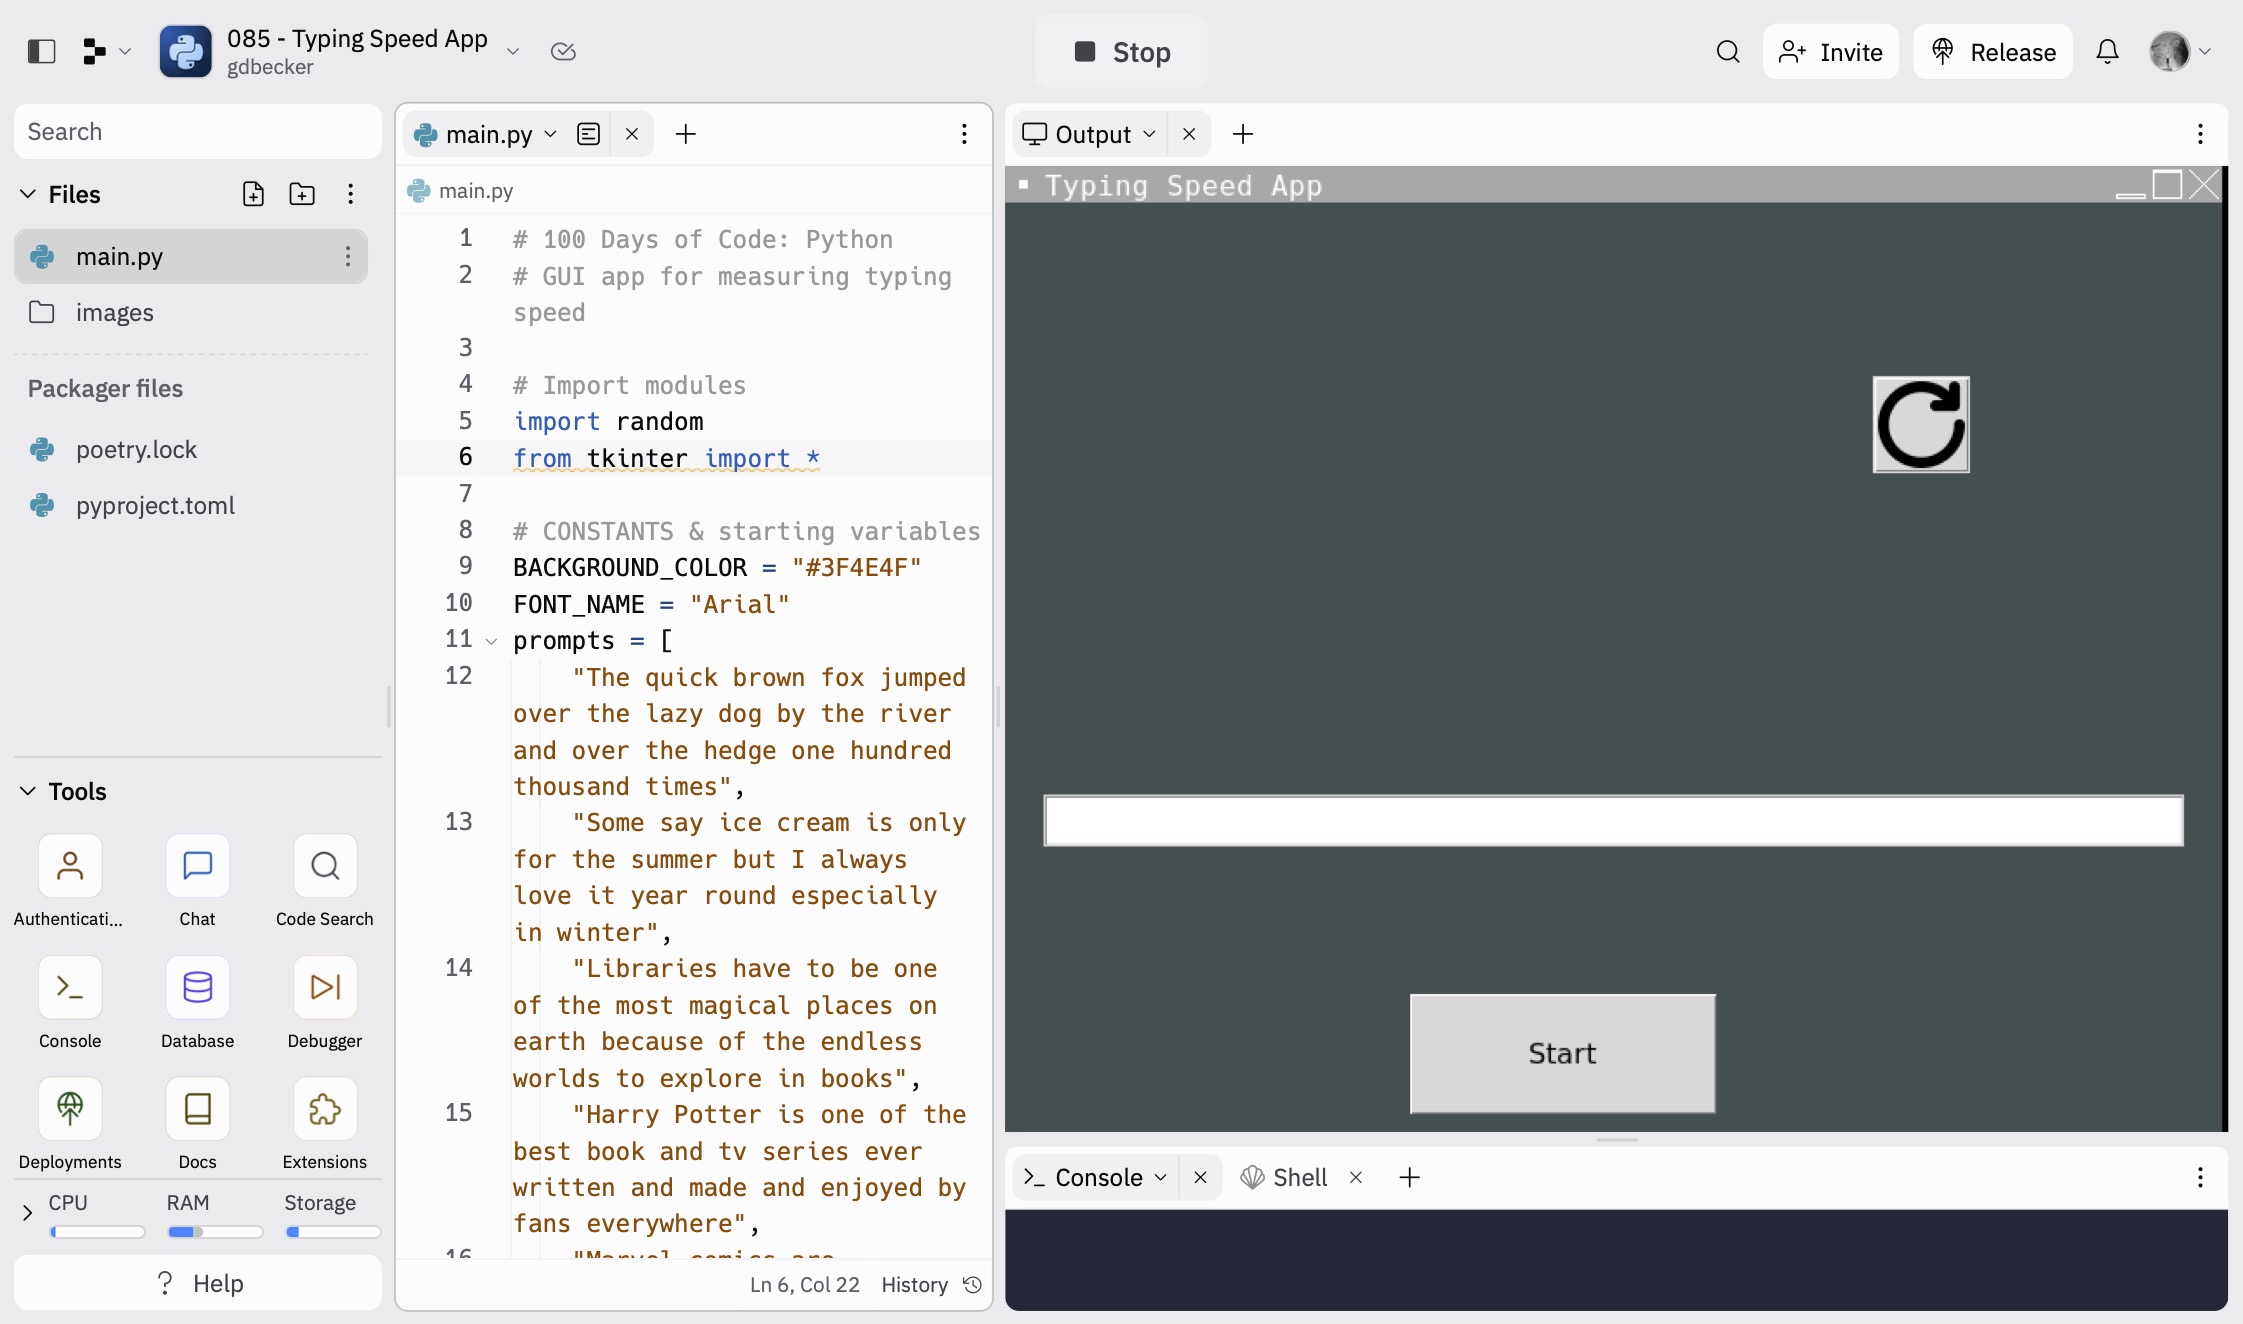 085 - Typing Speed App
gdbecker
Stop
Invite
Release
Search
Files
main.py
images
Packager files
poetry.lock
pyproject.toml
Tools
Authenticati...
Chat
Code Search
Console
Database
Debugger
Deployments
Docs
Extensions
CPU
RAM
Storage
? Help
main.py
main.py
1 # 100 Days of Code: Python
2 # GUI app for measuring typing
speed
3
4 # Import modules
5 import random
6 from tkinter import *
7
8 # CONSTANTS & starting variables
9 BACKGROUND_COLOR = "#3F4E4F"
10 FONT_NAME = "Arial"
11 prompts = [
12 "The quick brown fox jumped
over the lazy dog by the river
and over the hedge one hundred
thousand times",
13 "Some say ice cream is only
for the summer but I always
love it year round especially
in winter",
14 "Libraries have to be one
of the most magical places on
earth because of the endless
worlds to explore in books",
15 "Harry Potter is one of the
best book and tv series ever
written and made and enjoyed by
fans everywhere",
16 "Marvel comics are
Ln 6, Col 22 History
Output
Typing Speed App
Start
Console
Shell